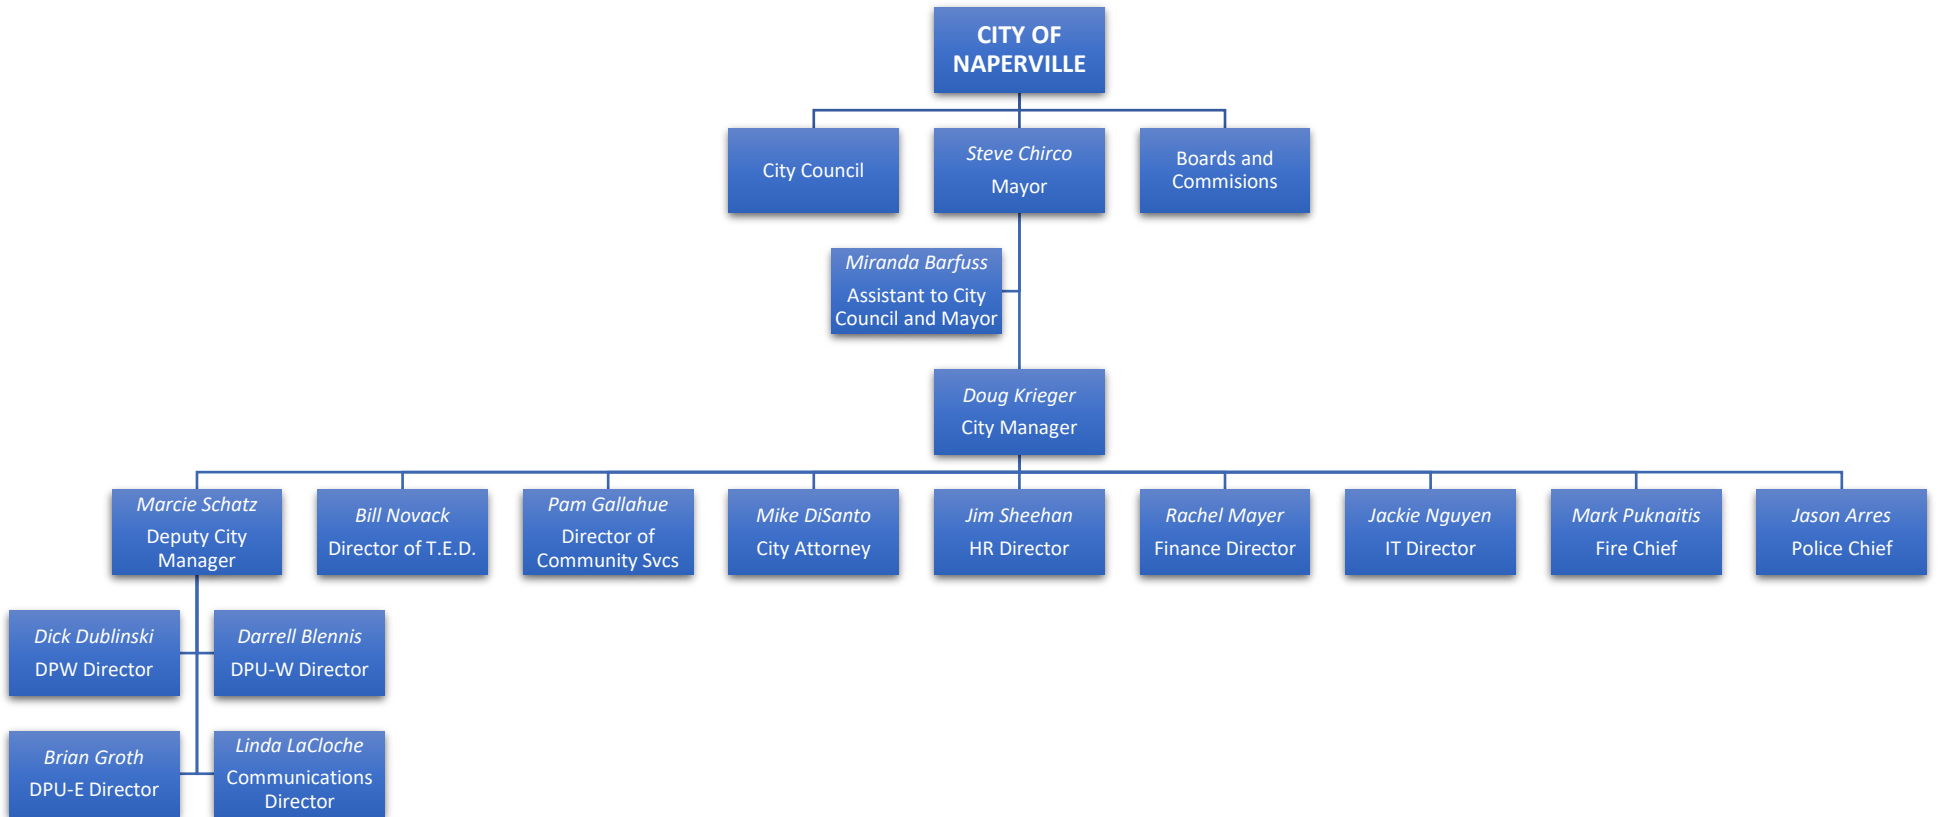 CITY OF
NAPERVILLE
City Council
Steve Chirco
Mayor
Boards and
Commisions
Miranda Barfuss
Assistant to City
Council and Mayor
Doug Krieger
City Manager
Marcie Schatz
Deputy City
Manager
Bill Novack
Director of T.E.D.
Pam Gallahue
Director of
Community Svcs
Mike DiSanto
City Attorney
Jim Sheehan
HR Director
Rachel Mayer
Finance Director
Jackie Nguyen
IT Director
Mark Puknaitis
Fire Chief
Jason Arres
Police Chief
Dick Dublinski
DPW Director
Darrell Blennis
DPU-W Director
Brian Groth
DPU-E Director
Linda LaCloche
Communications
Director